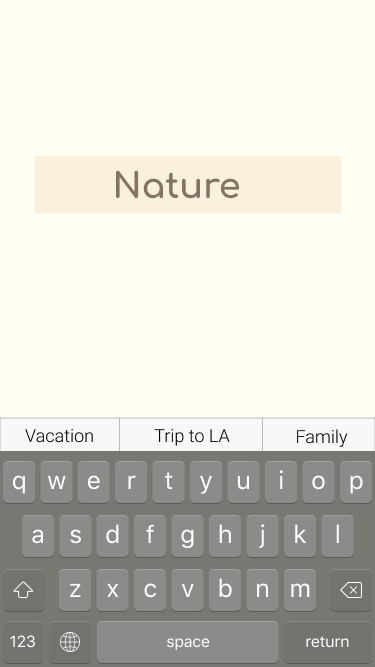 Nature
Vacation Trip to LA Family
q w e r t y u i o p
a s d f g h j k l
z x c v b n m
123 space return